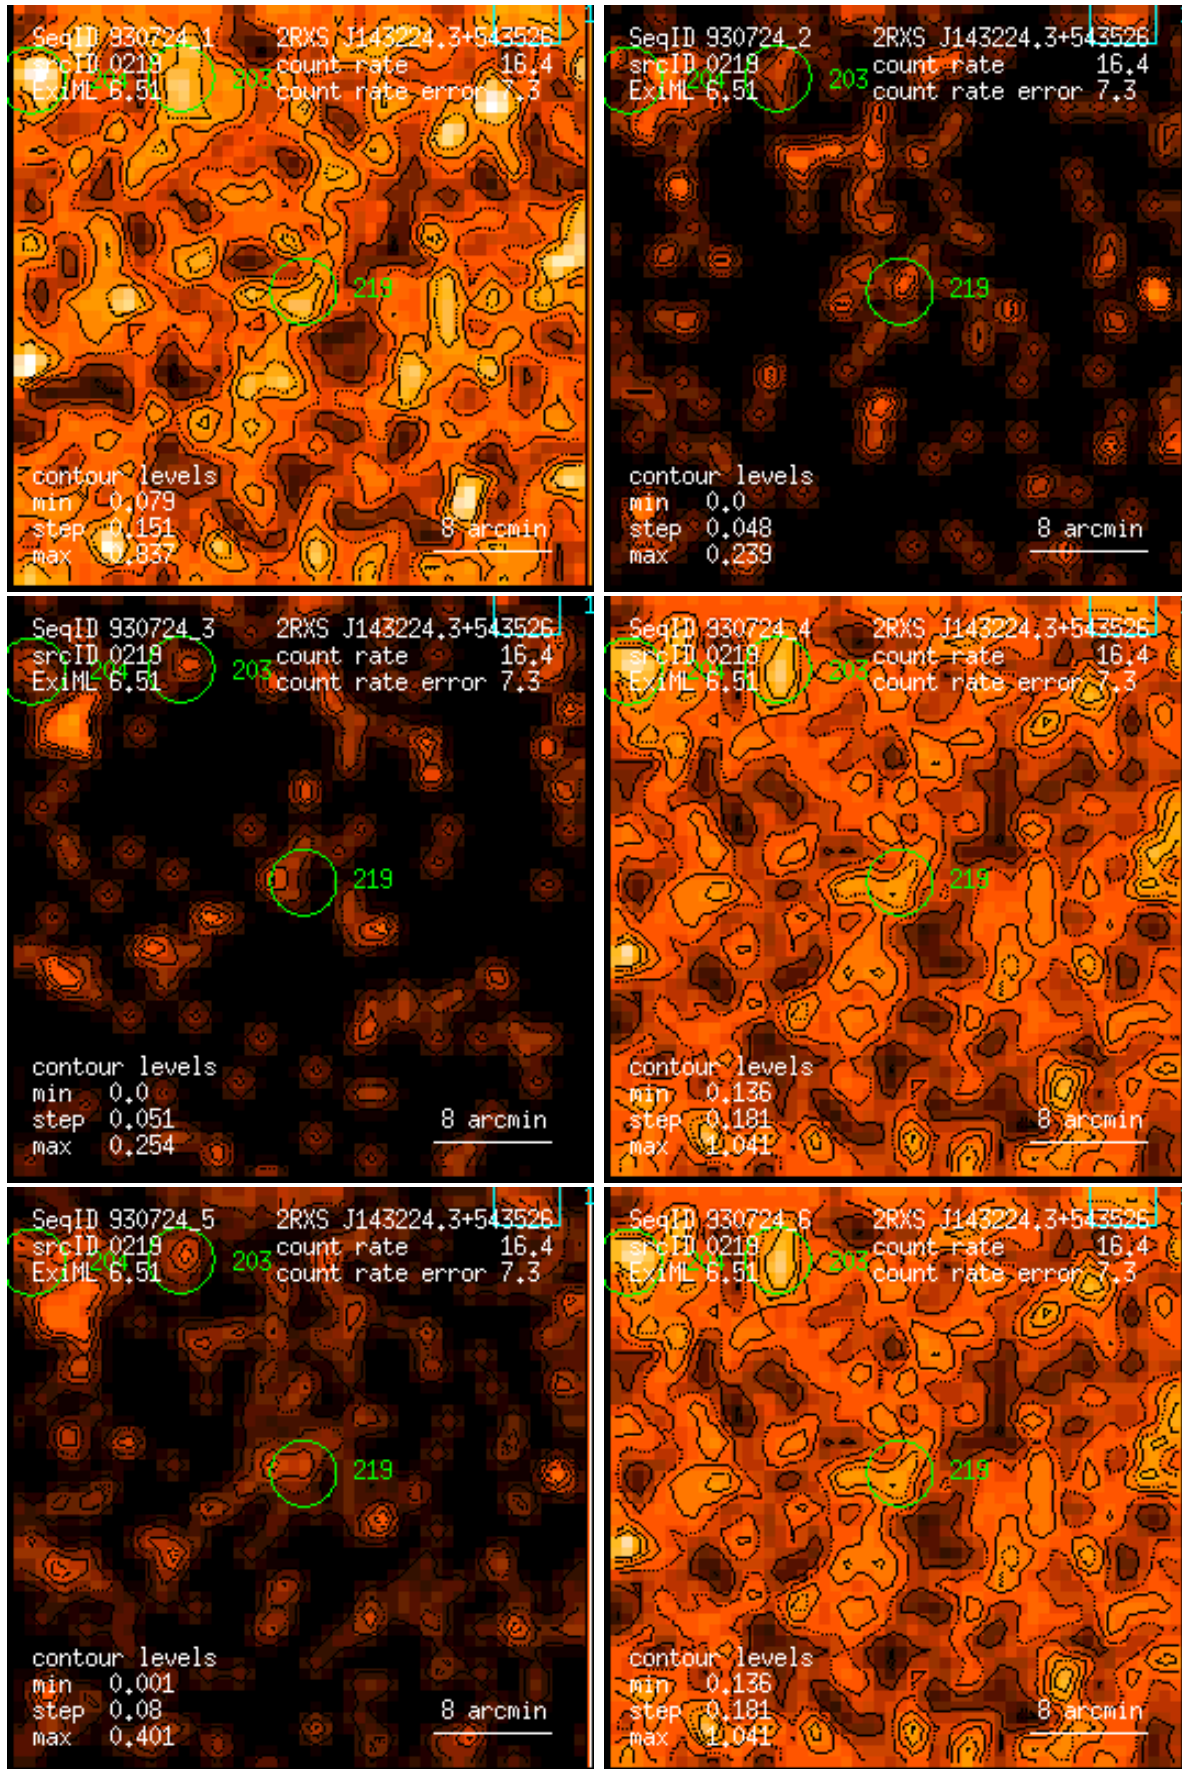 SeqID 930724_1 2RXS J143224.3+543526
srcID 0219 count rate 16.4
204 203
ExiML 6.51 count rate error 7.3
219
contour levels
min 0.079
step 0.151 8 arcmin
max 0.837
1
SeqID 930724_2 2RXS J143224.3+543526
srcID 0219 count rate 16.4
204 203
ExiML 6.51 count rate error 7.3
219
contour levels
min 0.0
step 0.048 8 arcmin
max 0.239
SeqID 930724_3 2RXS J143224.3+543526
srcID 0219 count rate 16.4
204 203
ExiML 6.51 count rate error 7.3
219
contour levels
min 0.0
step 0.051 8 arcmin
max 0.254
1
SeqID 930724_4 2RXS J143224.3+543526
srcID 0219 count rate 16.4
204 203
ExiML 6.51 count rate error 7.3
219
contour levels
min 0.136
step 0.181 8 arcmin
max 1.041
SeqID 930724_5 2RXS J143224.3+543526
srcID 0219 count rate 16.4
204 203
ExiML 6.51 count rate error 7.3
219
contour levels
min 0.001
step 0.08 8 arcmin
max 0.401
1
SeqID 930724_6 2RXS J143224.3+543526
srcID 0219 count rate 16.4
204 203
ExiML 6.51 count rate error 7.3
219
contour levels
min 0.136
step 0.181 8 arcmin
max 1.041